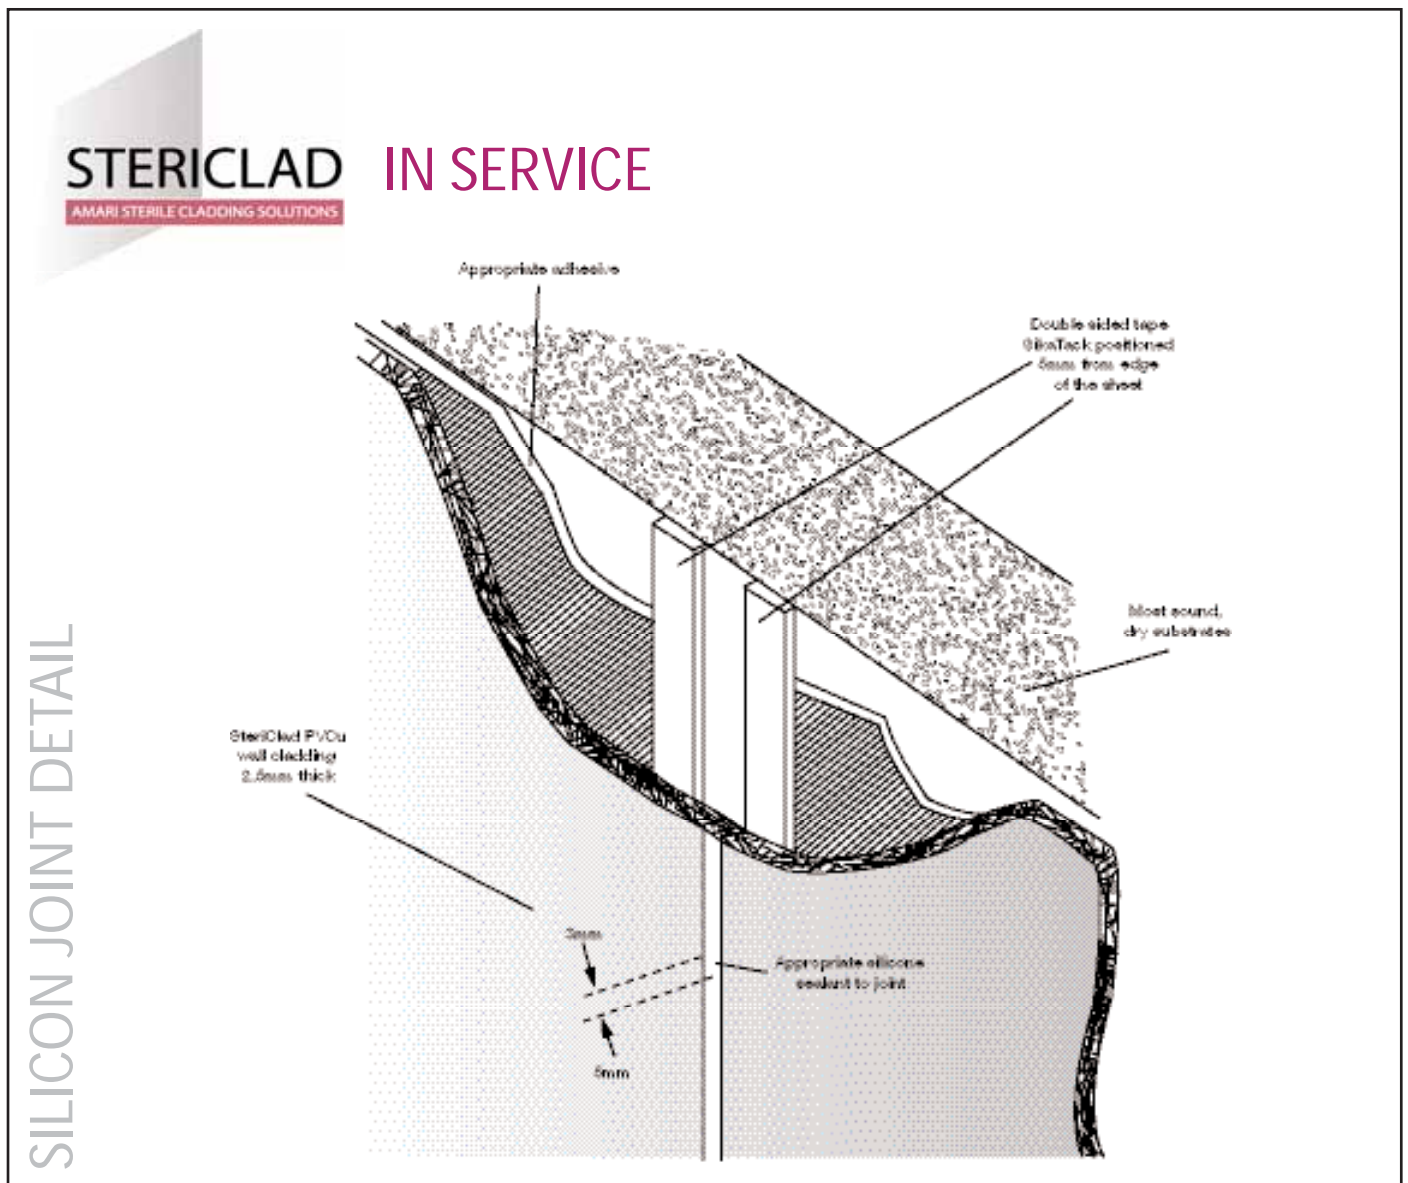 STERICLAD
AMARI STERILE CLADDING SOLUTIONS
IN SERVICE
Appropriate adhesive
Double sided tape
SikaTack positioned
5mm from edge
of the sheet
Most sound,
dry substrates
SteriClad PVCu
wall cladding
2.5mm thick
3mm
Appropriate silicone
sealant to joint
5mm
SILICON JOINT DETAIL